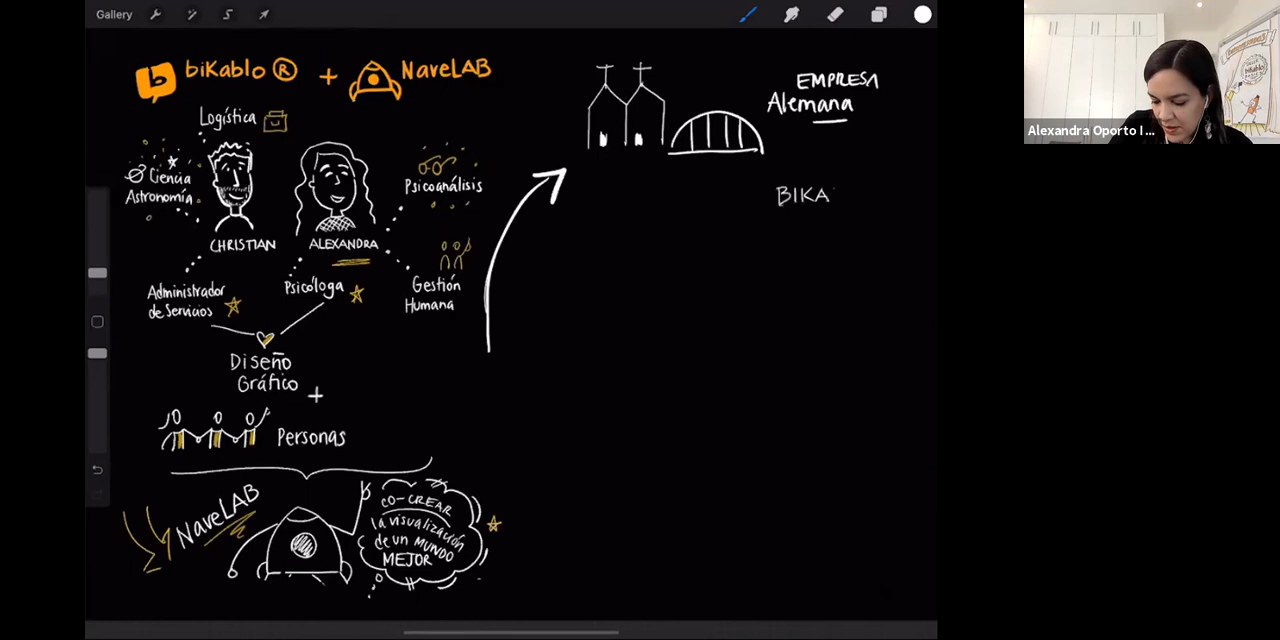 Gallery
biKablo ® + NaveLAB
Logística
Ciencia
Astronomía
Psicoanálisis
CHRISTIAN
ALEXANDRA
Administrador
de Servicios
Psicóloga
Gestión
Humana
Diseño
Gráfico
+
Personas
NaveLAB
CO-CREAR
la visualización
de un MUNDO
MEJOR
EMPRESA
Alemana
BIKA
Alexandra Oporto I...